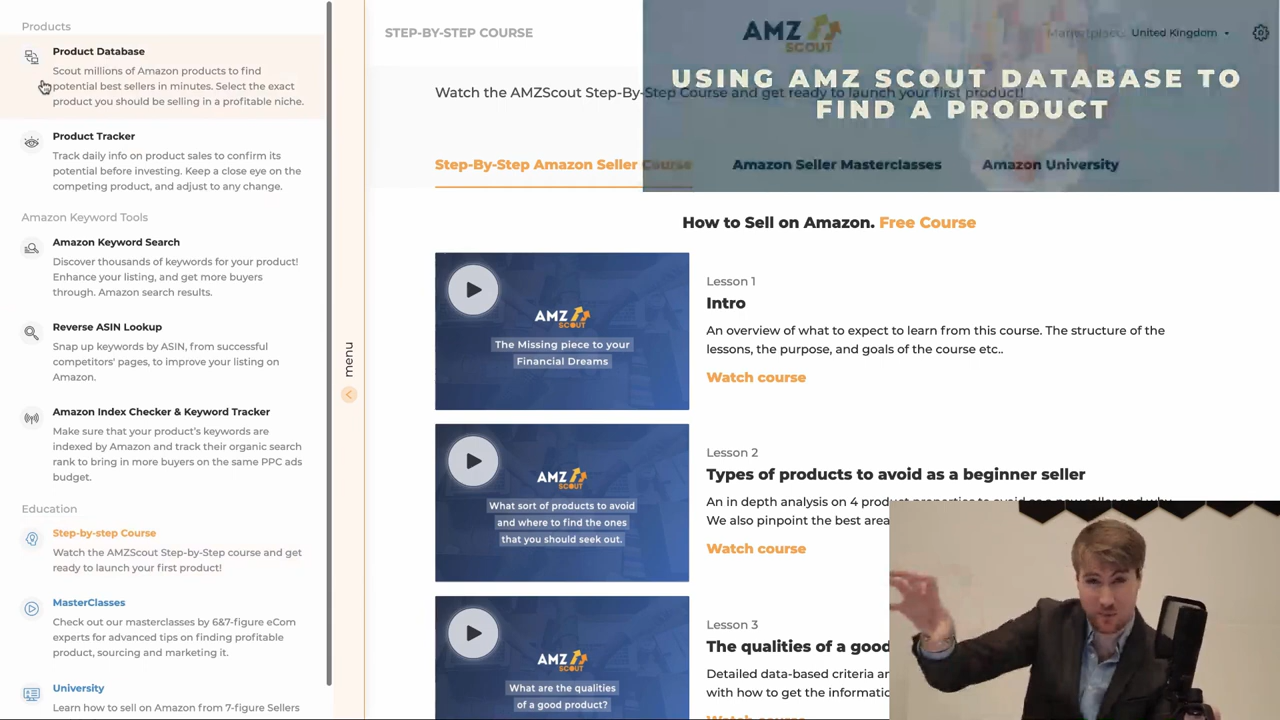 Products
Product Database
Scout millions of Amazon products to find
potential best sellers in minutes. Select the exact
product you should be selling in a profitable niche.
Product Tracker
Track daily info on product sales to confirm its
potential before investing. Keep a close eye on the
competing product, and adjust to any change.
Amazon Keyword Tools
Amazon Keyword Search
Discover thousands of keywords for your product!
Enhance your listing, and get more buyers
through. Amazon search results.
Reverse ASIN Lookup
Snap up keywords by ASIN, from successful
competitors' pages, to improve your listing on
Amazon.
Amazon Index Checker & Keyword Tracker
Make sure that your product's keywords are
indexed by Amazon and track their organic search
rank to bring in more buyers on the same PPC ads
budget.
Education
Step-by-step Course
Watch the AMZScout Step-by-Step course and get
ready to launch your first product!
MasterClasses
Check out our masterclasses by 6&7-figure eCom
experts for advanced tips on finding profitable
product, sourcing and marketing it.
University
Learn how to sell on Amazon from 7-figure Sellers
menu
STEP-BY-STEP COURSE
AMZ
SCOUT
Marketplace: United Kingdom
USING AMZ SCOUT DATABASE TO
FIND A PRODUCT
Watch the AMZScout Step-By-Step Course and get ready to launch your first product!
Step-By-Step Amazon Seller Course
Amazon Seller Masterclasses
Amazon University
How to Sell on Amazon. Free Course
AMZ
SCOUT
The Missing piece to your
Financial Dreams
Lesson 1
Intro
An overview of what to expect to learn from this course. The structure of the
lessons, the purpose, and goals of the course etc..
Watch course
AMZ
SCOUT
What sort of products to avoid
and where to find the ones
that you should seek out.
Lesson 2
Types of products to avoid as a beginner seller
An in depth analysis on 4 product properties to avoid as a new seller and why.
We also pinpoint the best area
Watch course
AMZ
SCOUT
What are the qualities
of a good product?
Lesson 3
The qualities of a good
Detailed data-based criteria an
with how to get the informatio
Watch course